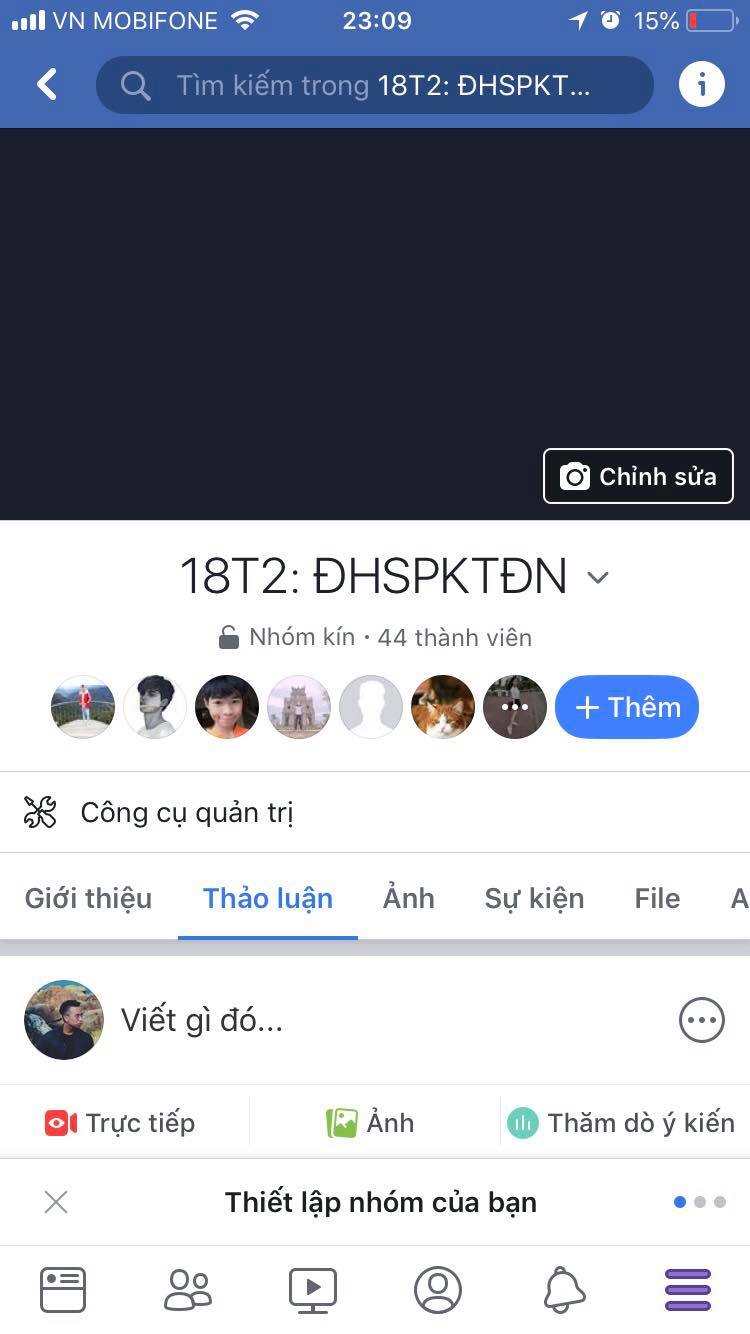 VN MOBIFONE 23:09 15%
Tìm kiếm trong 18T2: ĐHSPKT...
Chỉnh sửa
18T2: ĐHSPKTĐN
Nhóm kín · 44 thành viên
+ Thêm
Công cụ quản trị
Giới thiệu Thảo luận Ảnh Sự kiện File A
Viết gì đó...
Trực tiếp Ảnh Thăm dò ý kiến
Thiết lập nhóm của bạn